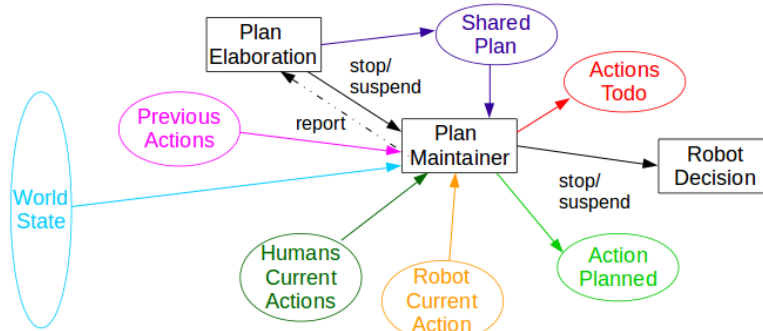 Plan
Elaboration
Shared
Plan
stop/
suspend
Actions
Todo
Previous
Actions
report
Plan
Maintainer
Robot
Decision
World
State
stop/
suspend
Humans
Current
Actions
Robot
Current
Action
Action
Planned